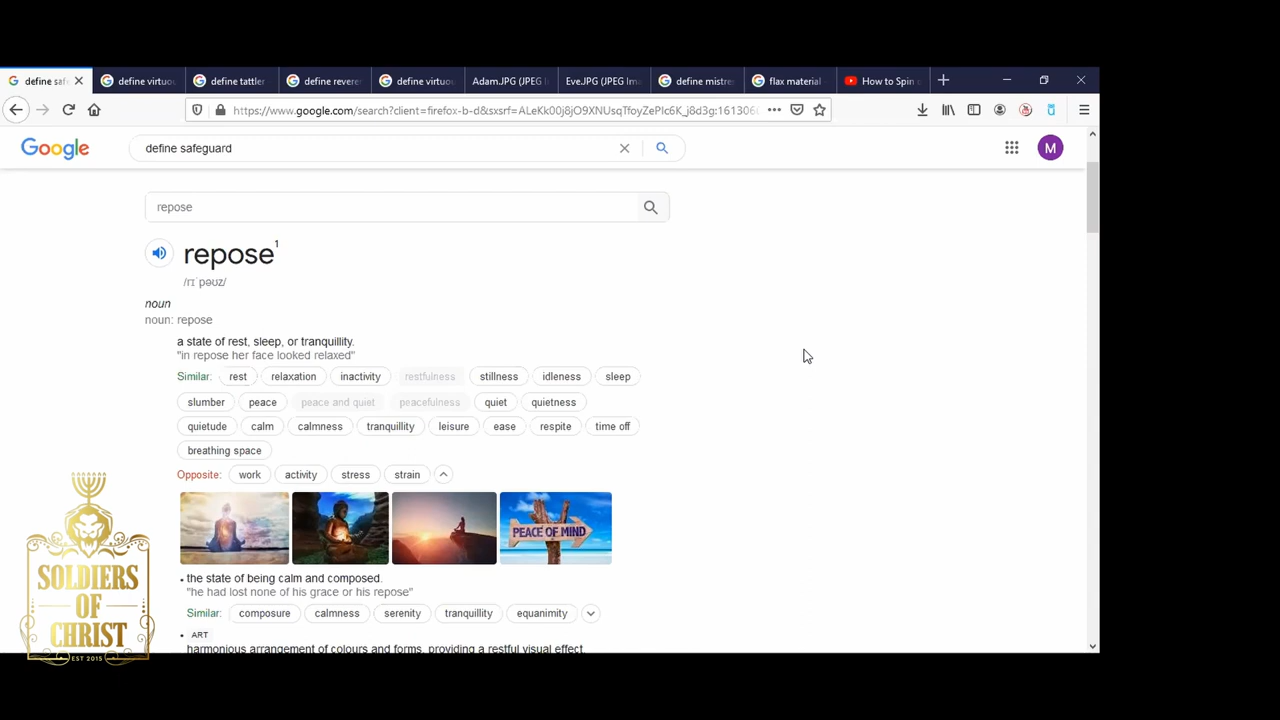 define safe
define virtuou
define tattler
define revere
define virtuou
Adam.JPG (JPEG I
Eve.JPG (JPEG Ima
define mistre
flax material
How to Spin
https://www.google.com/search?client=firefox-b-d&sxsrf=ALeKk00j8jO9XNUsqTfoyZePIc6K_j8d3g:161306
Google
define safeguard
M
repose
repose1
/rɪˈpəʊz/
noun
noun: repose
a state of rest, sleep, or tranquillity.
"in repose her face looked relaxed"
Similar: rest relaxation inactivity restfulness stillness idleness sleep
slumber peace peace and quiet peacefulness quiet quietness
quietude calm calmness tranquillity leisure ease respite time off
breathing space
Opposite: work activity stress strain
PEACE OF MIND
• the state of being calm and composed.
"he had lost none of his grace or his repose"
Similar: composure calmness serenity tranquillity equanimity
• ART
harmonious arrangement of colours and forms, providing a restful visual effect.
SOLDIERS
OF
CHRIST
EST 2015